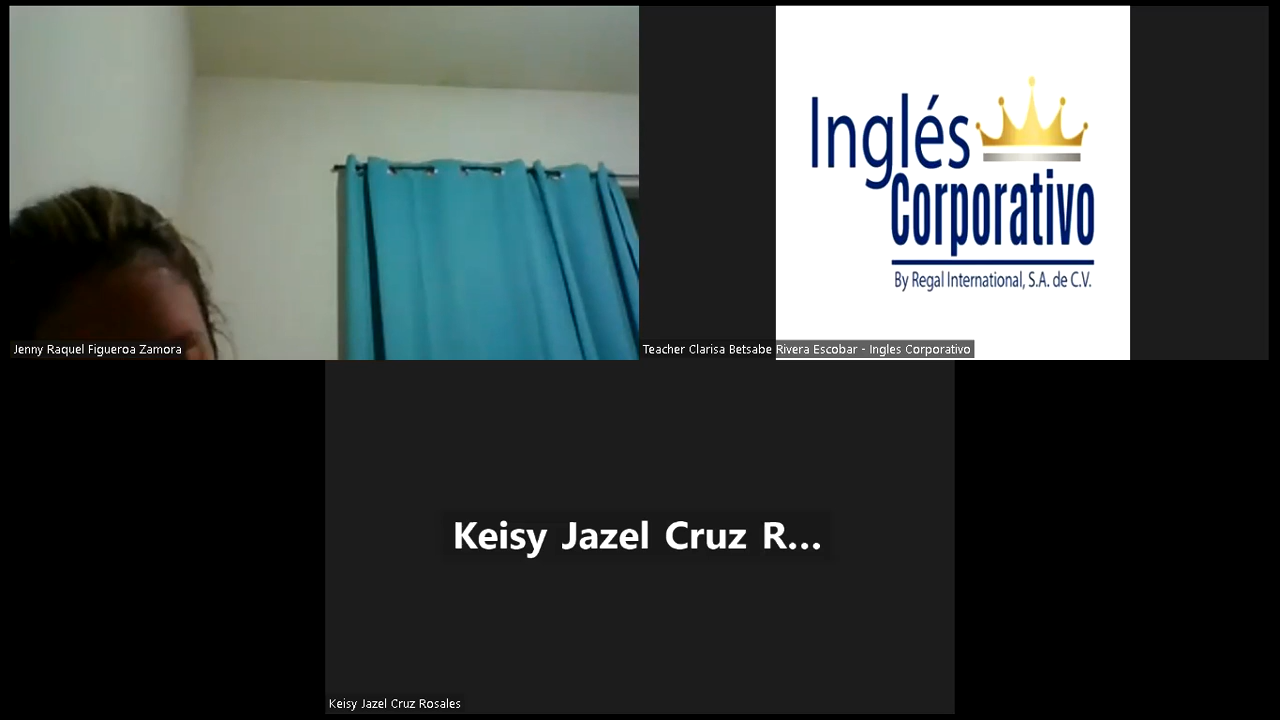 Inglés
Corporativo
By Regal International, S.A. de C.V.
Jenny Raquel Figueroa Zamora
Teacher Clarisa Betsabe Rivera Escobar - Ingles Corporativo
Keisy Jazel Cruz R...
Keisy Jazel Cruz Rosales